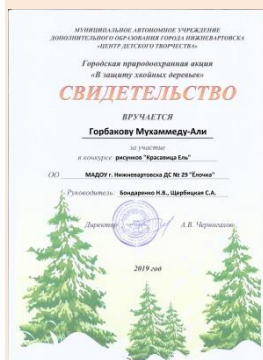 МУНИЦИПАЛЬНОЕ АВТОНОМНОЕ УЧРЕЖДЕНИЕ
ДОПОЛНИТЕЛЬНОГО ОБРАЗОВАНИЯ ГОРОДА НИЖНЕВАРТОВСКА
«ЦЕНТР ДЕТСКОГО ТВОРЧЕСТВА»
Городская природоохранная акция
«В защиту хвойных деревьев»
СВИДЕТЕЛЬСТВО
ВРУЧАЕТСЯ
Горбакову Мухаммеду-Али
за участие
в конкурсе рисунков "Красавица Ель"
ОО МАДОУ г. Нижневартовска ДС № 29 "Ёлочка"
Руководитель: Бондаренко Н.В., Щербицкая С.А.
Директор А.В. Черногалов
2019 год